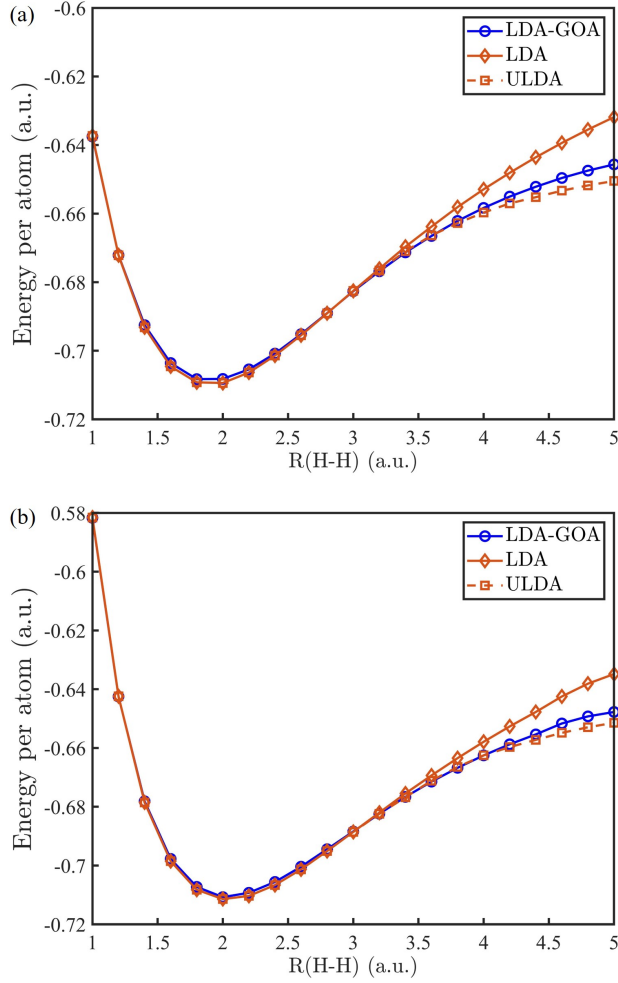 (a)
-0.6
-0.62
-0.64
-0.66
-0.68
-0.7
-0.72
Energy per atom (a.u.)
LDA-GOA
LDA
ULDA
1 1.5 2 2.5 3 3.5 4 4.5 5
R(H-H) (a.u.)
(b)
0.58
-0.6
-0.62
-0.64
-0.66
-0.68
-0.7
-0.72
Energy per atom (a.u.)
LDA-GOA
LDA
ULDA
1 1.5 2 2.5 3 3.5 4 4.5 5
R(H-H) (a.u.)